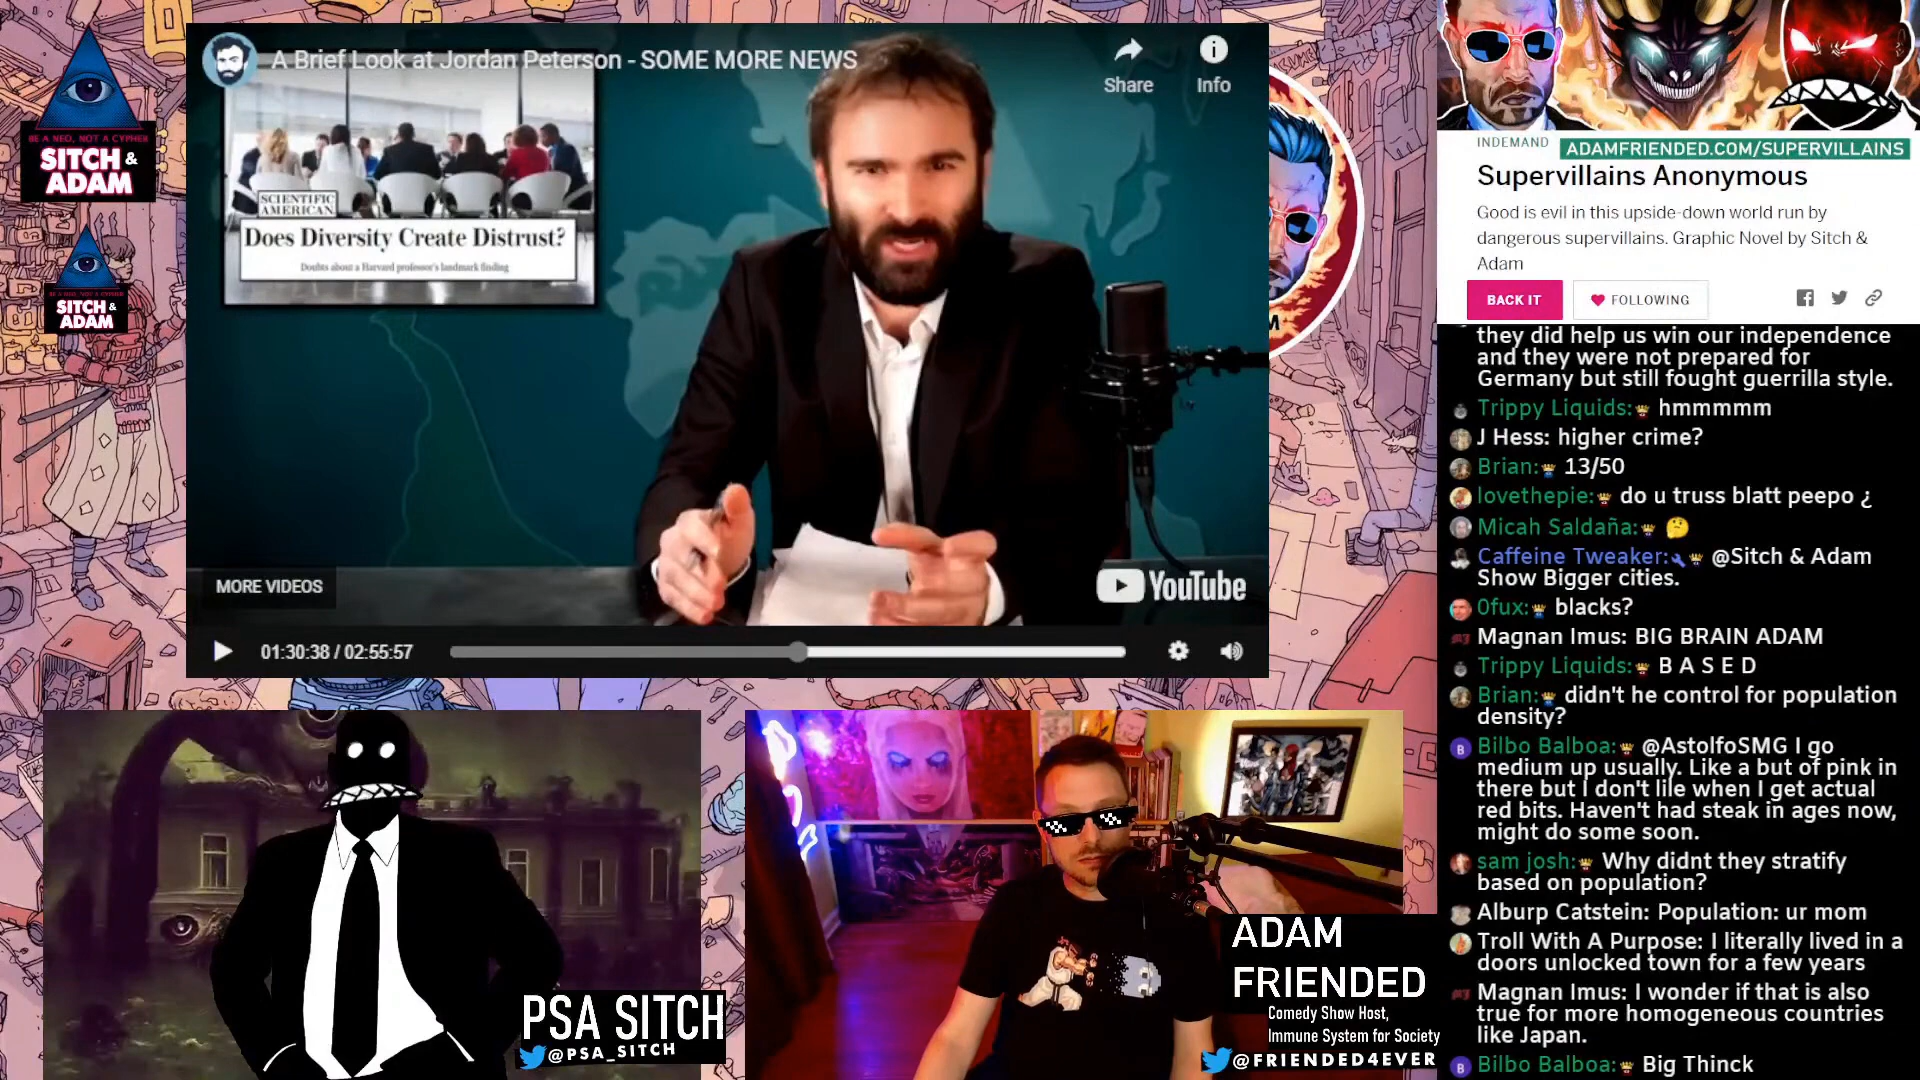 A Brief Look at Jordan Peterson - SOME MORE NEWS
Share
Info
SCIENTIFIC
AMERICAN
Does Diversity Create Distrust?
Doubts about a Harvard professor's landmark finding
MORE VIDEOS
YouTube
01:30:38 / 02:55:57
BE A NEO, NOT A CYPHER
SITCH &
ADAM
SITCH &
ADAM
M
PSA SITCH
@PSA_SITCH
ADAM
FRIENDED
Comedy Show Host,
Immune System for Society
@FRIENDED4EVER
INDEMAND
ADAMFRIENDED.COM/SUPERVILLAINS
Supervillains Anonymous
Good is evil in this upside-down world run by
dangerous supervillains. Graphic Novel by Sitch &
Adam
BACK IT
FOLLOWING
they did help us win our independence
and they were not prepared for
Germany but still fought guerrilla style.
Trippy Liquids: hmmmmm
J Hess: higher crime?
Brian: 13/50
lovethepie: do u truss blatt peepo ¿
Micah Saldaña: 🤔
Caffeine Tweaker: @Sitch & Adam
Show Bigger cities.
0fux: blacks?
Magnan Imus: BIG BRAIN ADAM
Trippy Liquids: B A S E D
Brian: didn't he control for population
density?
B Bilbo Balboa: @AstolfoSMG I go
medium up usually. Like a but of pink in
there but I don't lile when I get actual
red bits. Haven't had steak in ages now,
might do some soon.
sam josh: Why didnt they stratify
based on population?
Alburp Catstein: Population: ur mom
Troll With A Purpose: I literally lived in a
doors unlocked town for a few years
Magnan Imus: I wonder if that is also
true for more homogeneous countries
like Japan.
B Bilbo Balboa: Big Thinck